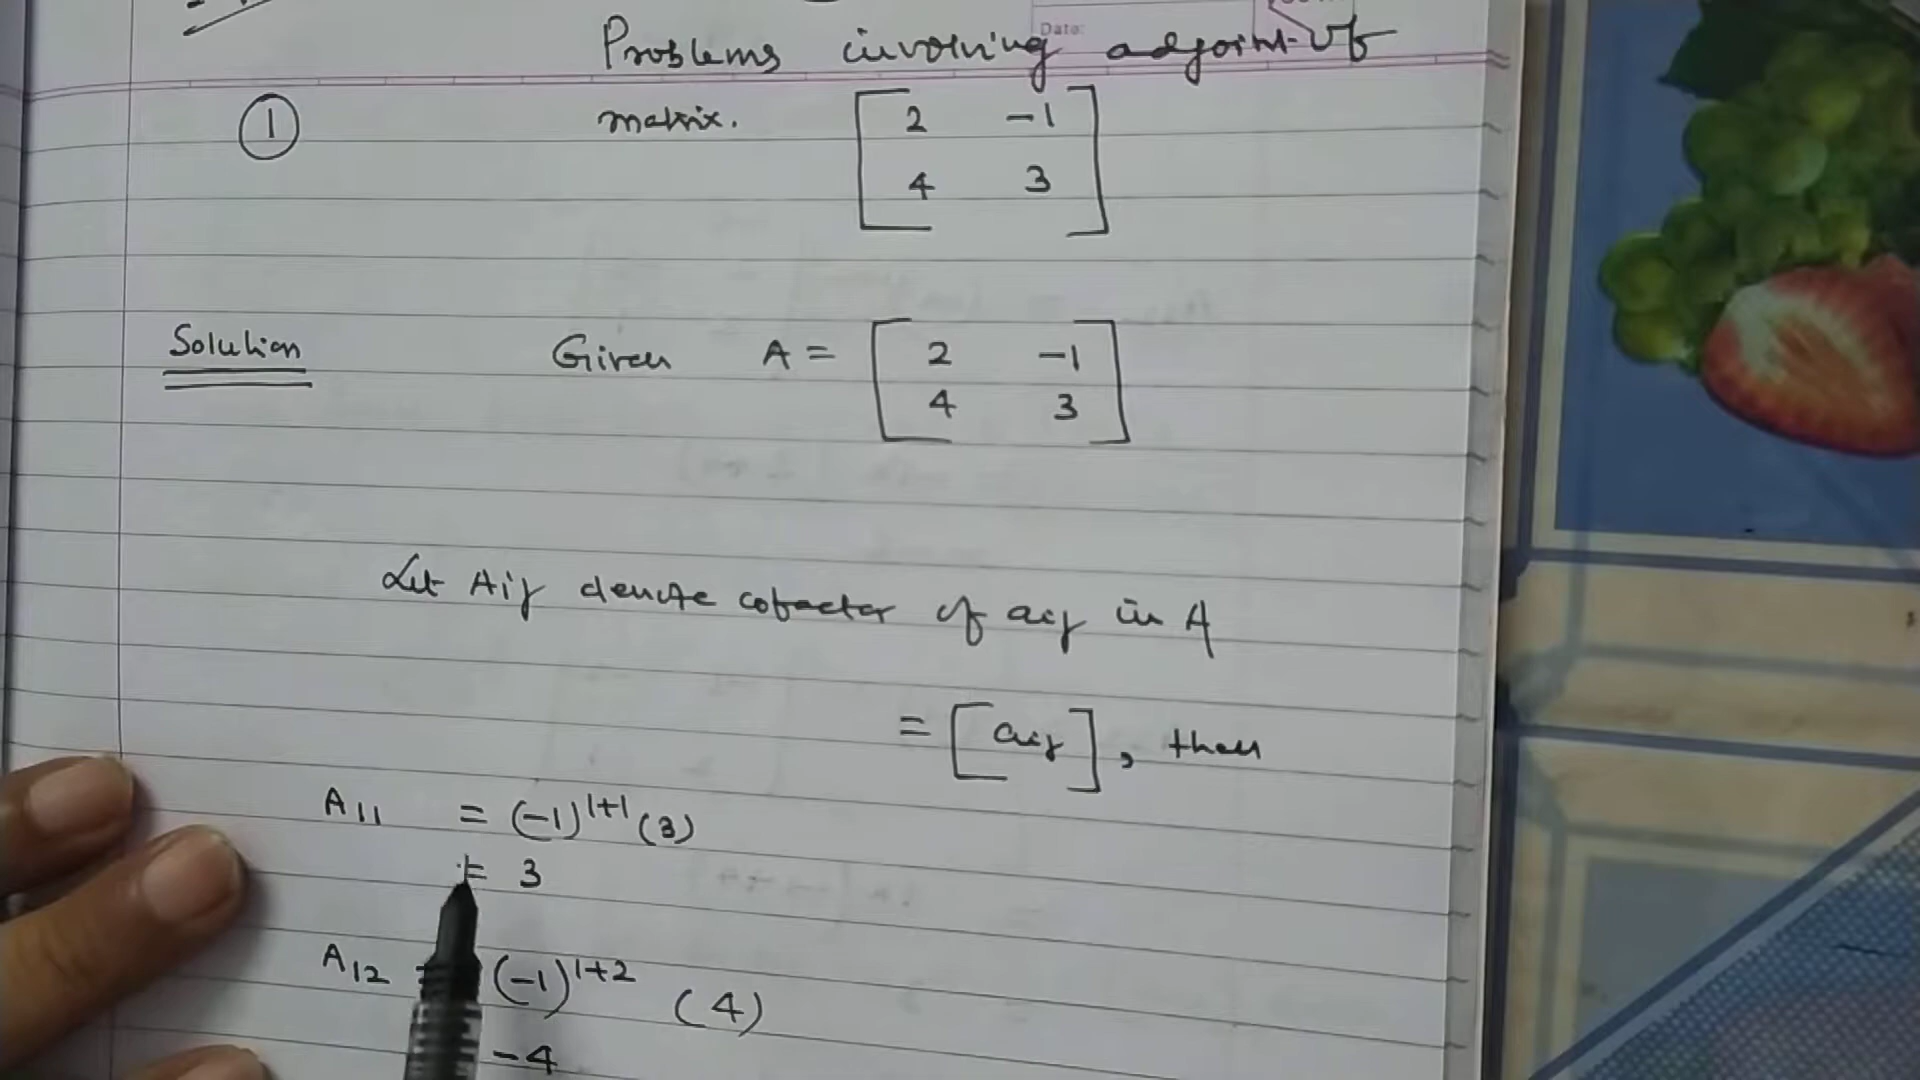 Date:
Problems involving adjoint of
① matrix. [ 2 -1
4 3 ]
Solution Given A = [ 2 -1
4 3 ]
Let Aij denote cofactor of aij in A
= [ aij ], then
A11 = (-1)^1+1 (3)
= 3
A12 = (-1)^1+2 (4)
-4